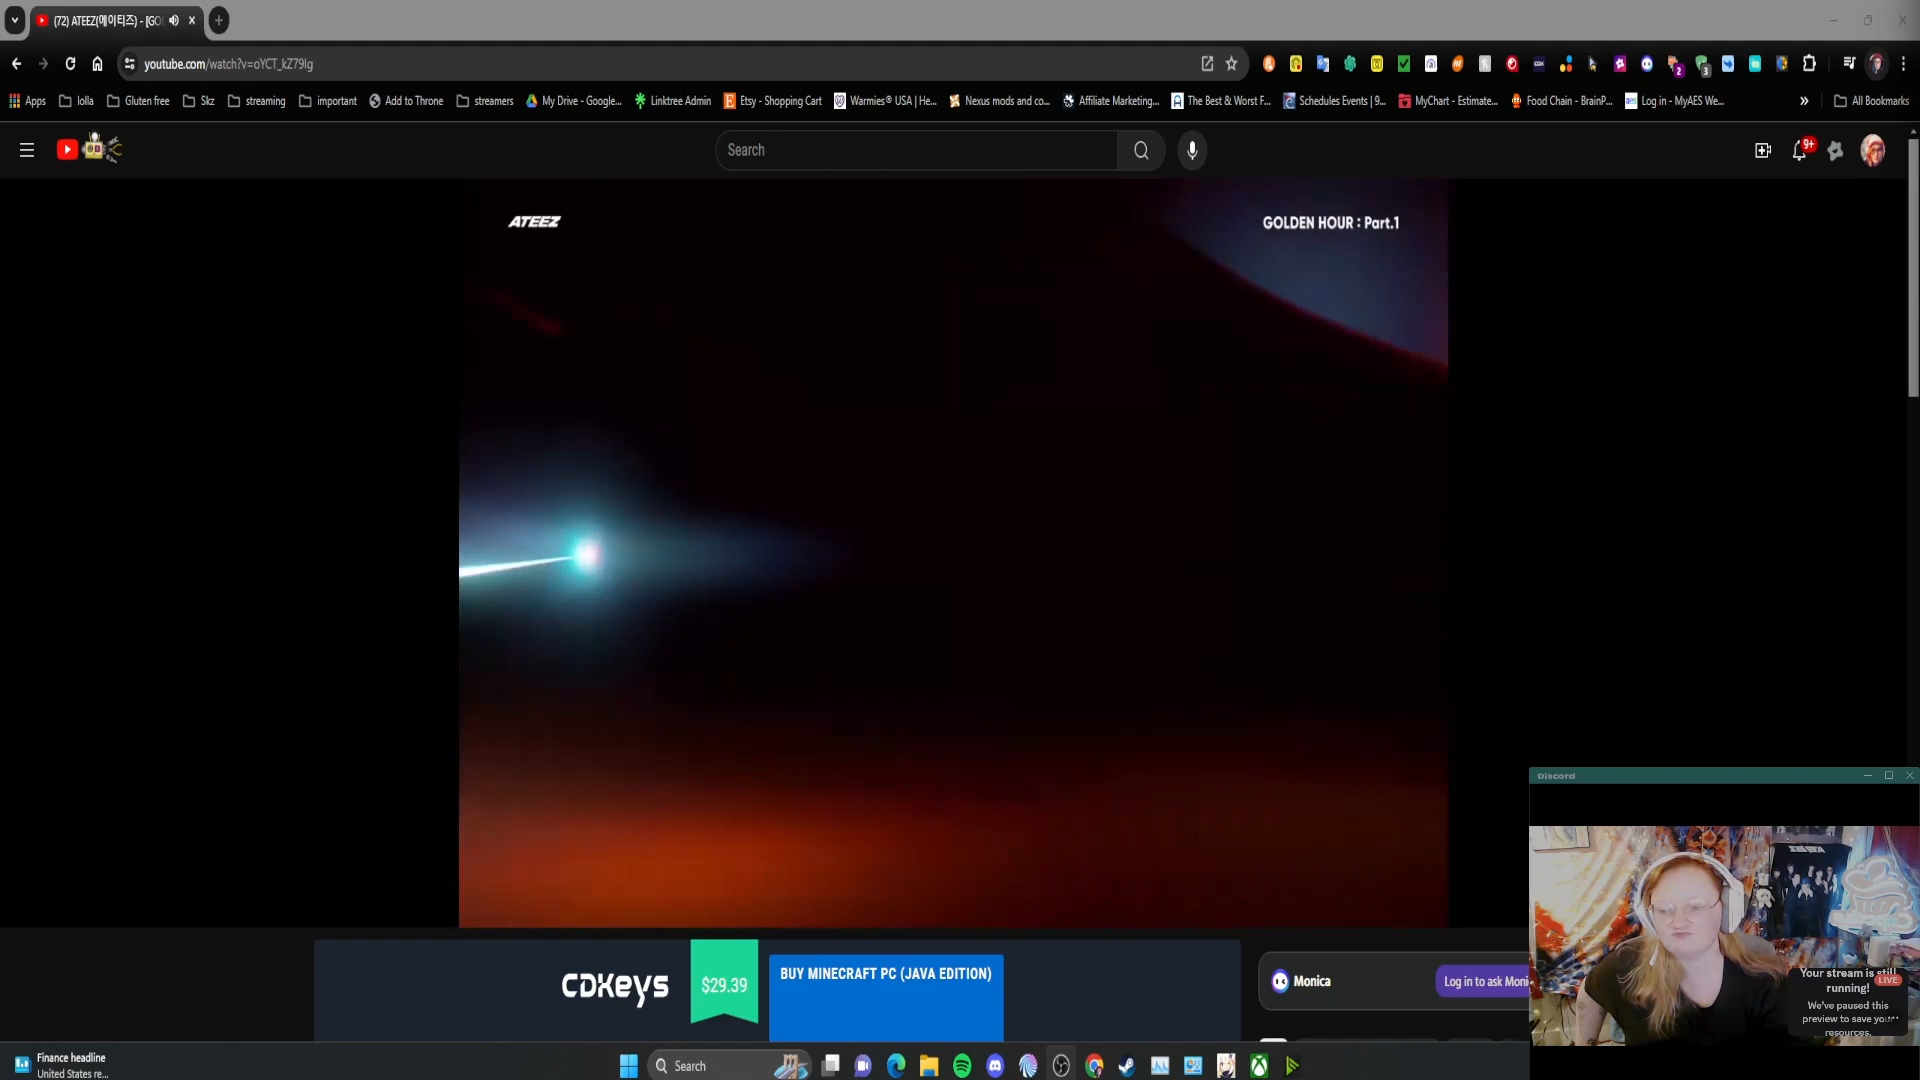 (72) ATEEZ(에이티즈) - [GOL
youtube.com/watch?v=oYCT_kZ79Ig
Apps
lolla
Gluten free
Skz
streaming
important
Add to Throne
streamers
My Drive - Google...
Linktree Admin
Etsy - Shopping Cart
Warmies® USA | He...
Nexus mods and co...
Affiliate Marketing...
The Best & Worst F...
Schedules Events | 9...
MyChart - Estimate...
Food Chain - BrainP...
Log in - MyAES We...
All Bookmarks
Search
9+
ATEEZ
GOLDEN HOUR : Part.1
Discord
CDKeys
$29.39
BUY MINECRAFT PC (JAVA EDITION)
Monica
Log in to ask Moni
Your stream is still
running!
LIVE
We've paused this
preview to save your
resources.
Finance headline
United States re...
Search